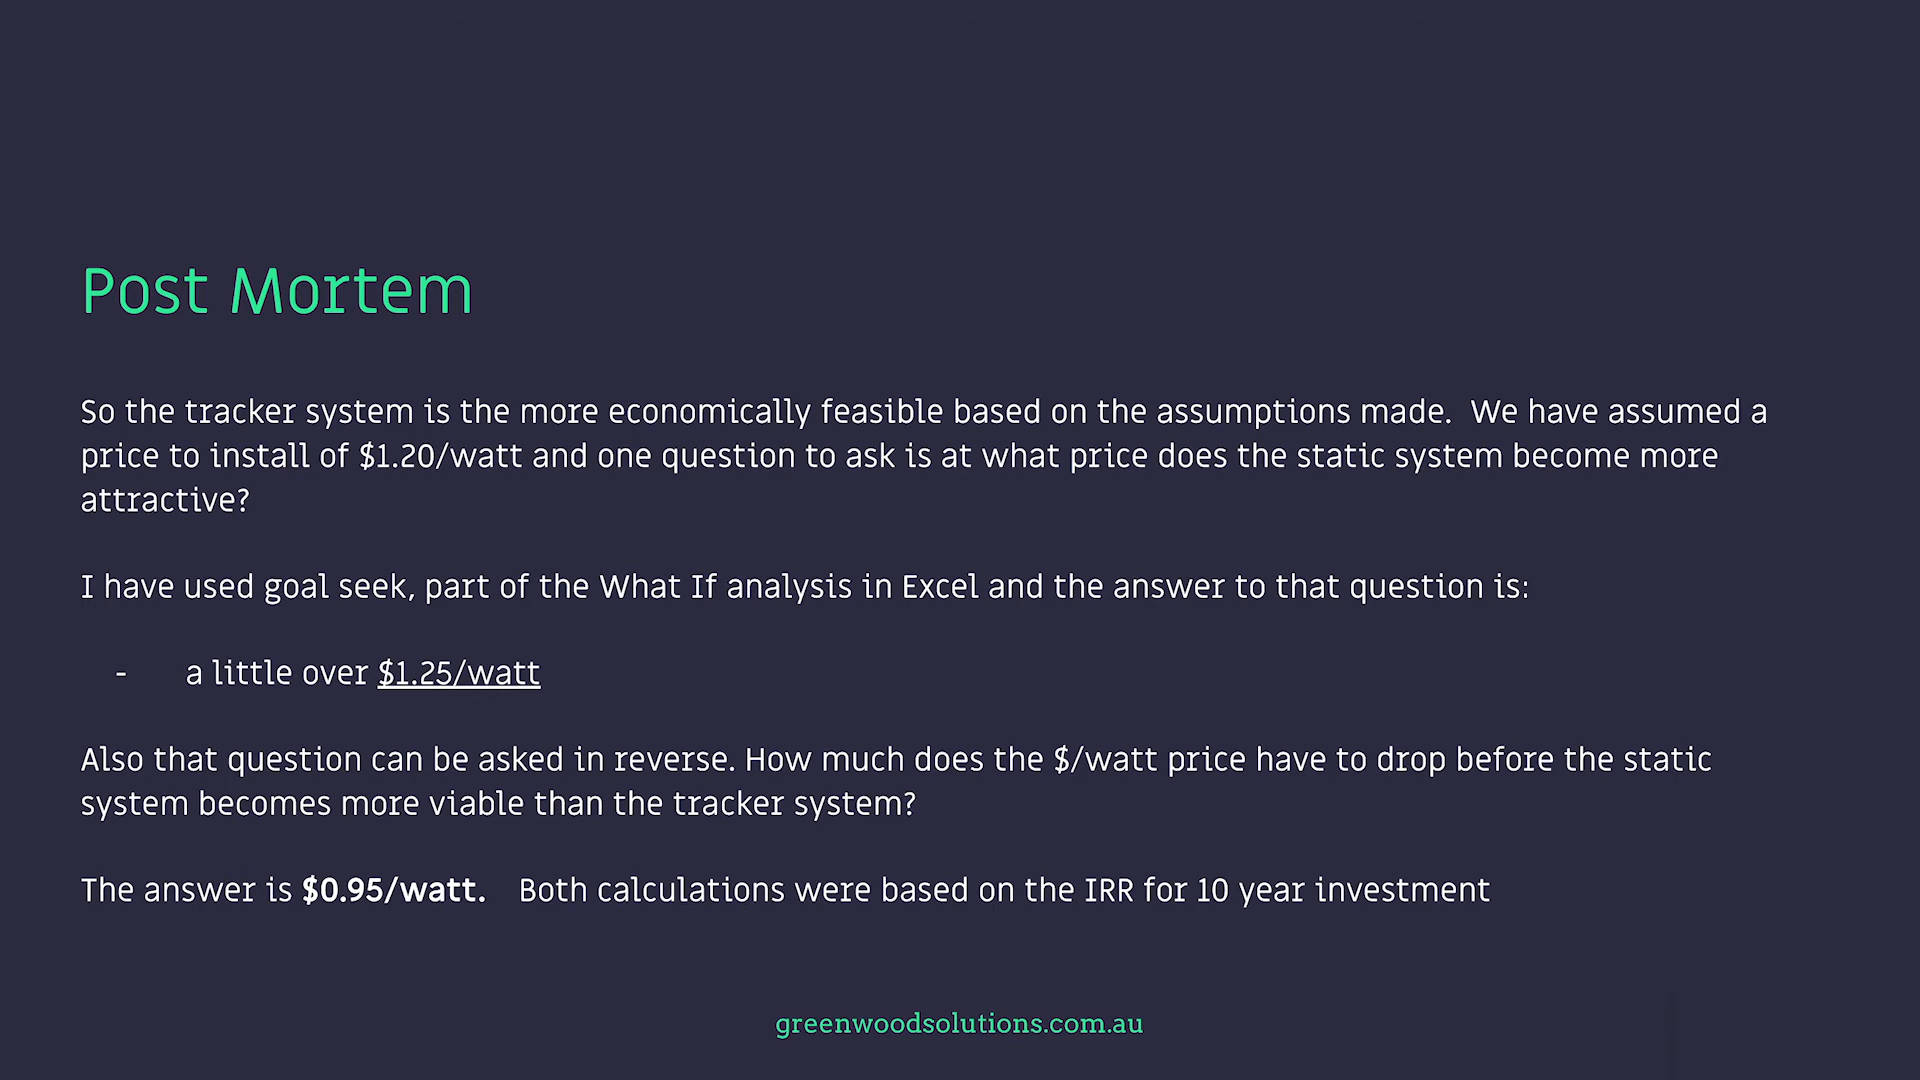 Post Mortem
So the tracker system is the more economically feasible based on the assumptions made.  We have assumed a
price to install of $1.20/watt and one question to ask is at what price does the static system become more
attractive?
I have used goal seek, part of the What If analysis in Excel and the answer to that question is:
- a little over $1.25/watt
Also that question can be asked in reverse. How much does the $/watt price have to drop before the static
system becomes more viable than the tracker system?
The answer is $0.95/watt.   Both calculations were based on the IRR for 10 year investment
greenwoodsolutions.com.au